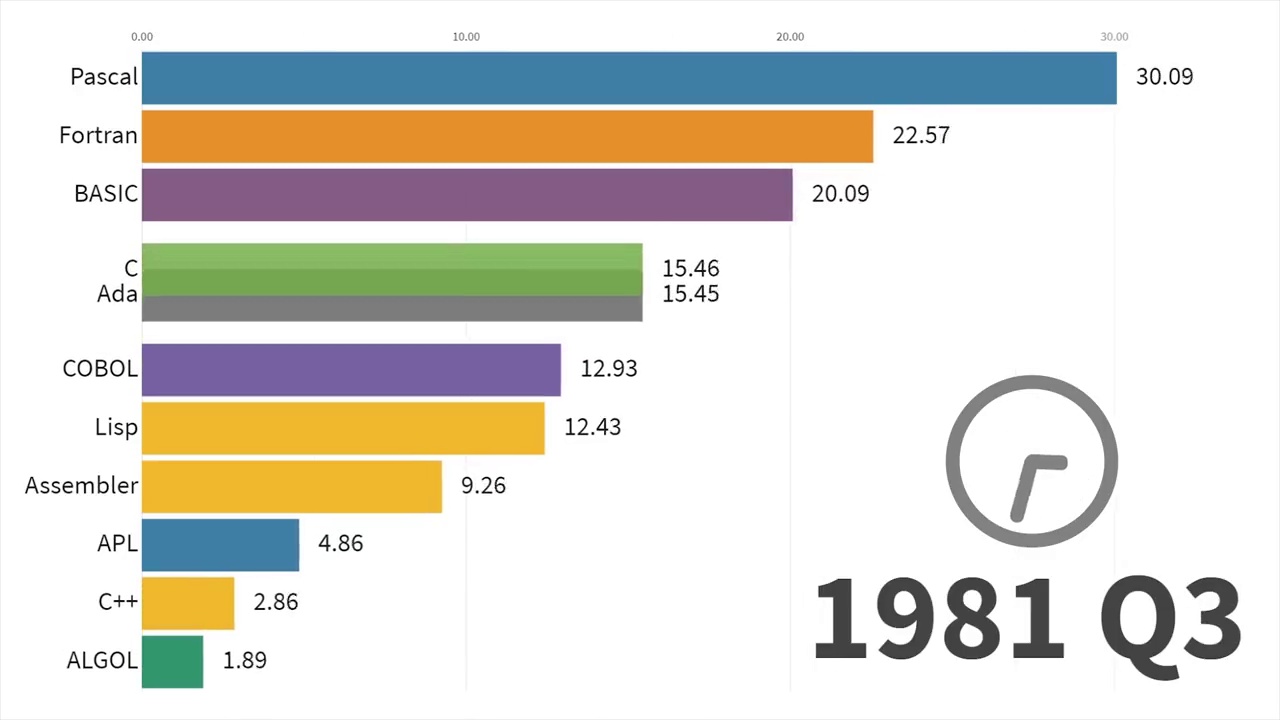 0.00 10.00 20.00 30.00
Pascal 30.09
Fortran 22.57
BASIC 20.09
C 15.46
Ada 15.45
COBOL 12.93
Lisp 12.43
Assembler 9.26
APL 4.86
C++ 2.86
ALGOL 1.89
1981 Q3